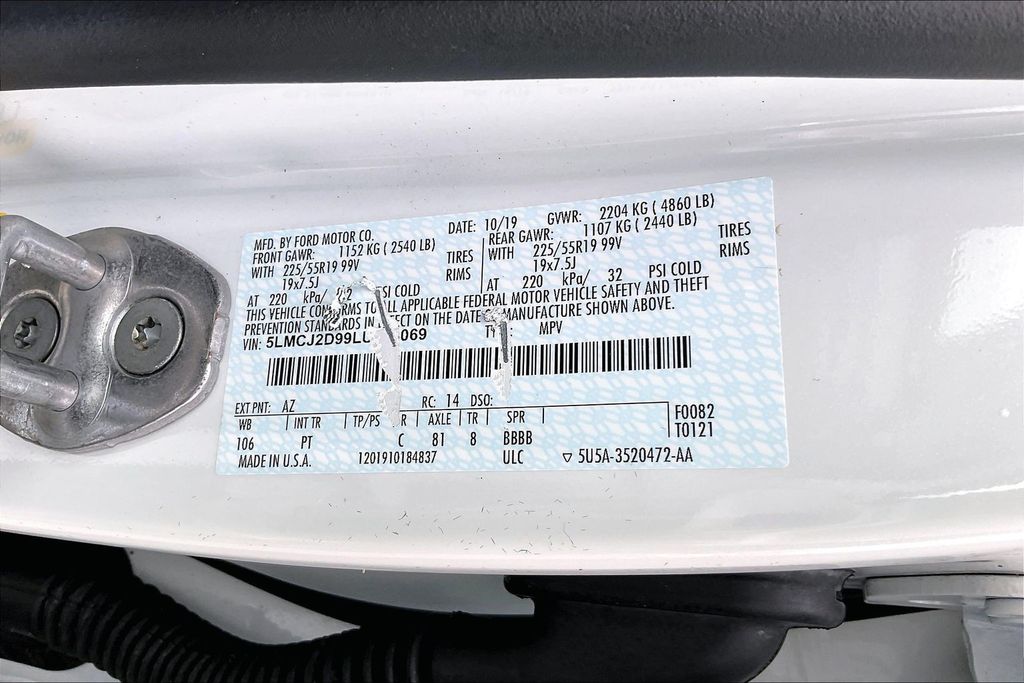 MFD. BY FORD MOTOR CO. DATE: 10/19 GVWR: 2204 KG ( 4860 LB)
FRONT GAWR: 1152 KG ( 2540 LB) REAR GAWR: 1107 KG ( 2440 LB)
WITH 225/55R19 99V TIRES WITH 225/55R19 99V TIRES
19x7.5J RIMS 19x7.5J RIMS
AT 220 kPa/ PSI COLD AT 220 kPa/ 32 PSI COLD
THIS VEHICLE TO ALL APPLICABLE FEDERAL MOTOR VEHICLE SAFETY AND THEFT
PREVENTION IN ON THE DATE MANUFACTURE SHOWN ABOVE.
VIN: 5LMCJ2D99LU 069 MPV
EXT PNT: AZ RC: 14 DSO:
WB INT TR TP/PS R AXLE TR SPR F0082
106 PT C 81 8 BBBB T0121
MADE IN U.S.A. 1201910184837 ULC ▽ 5U5A-3520472-AA